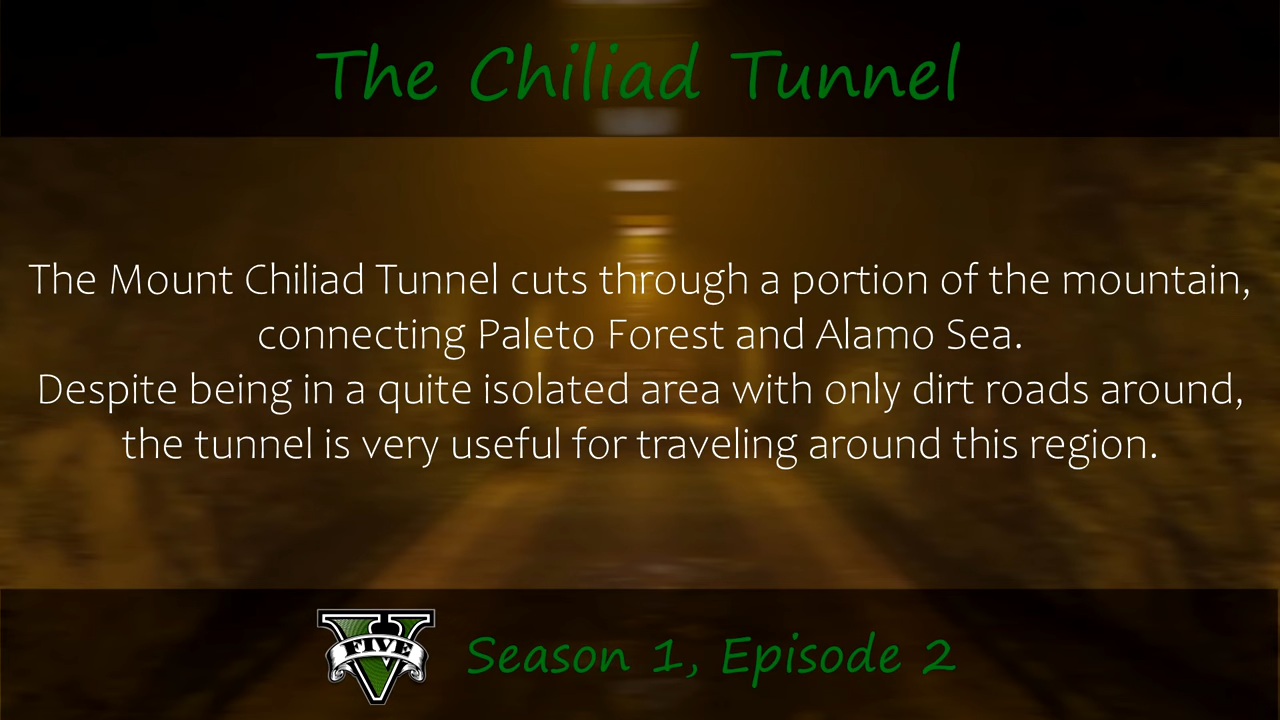 The Chiliad Tunnel
The Mount Chiliad Tunnel cuts through a portion of the mountain,
connecting Paleto Forest and Alamo Sea.
Despite being in a quite isolated area with only dirt roads around,
the tunnel is very useful for traveling around this region.
V
FIVE
Season 1, Episode 2